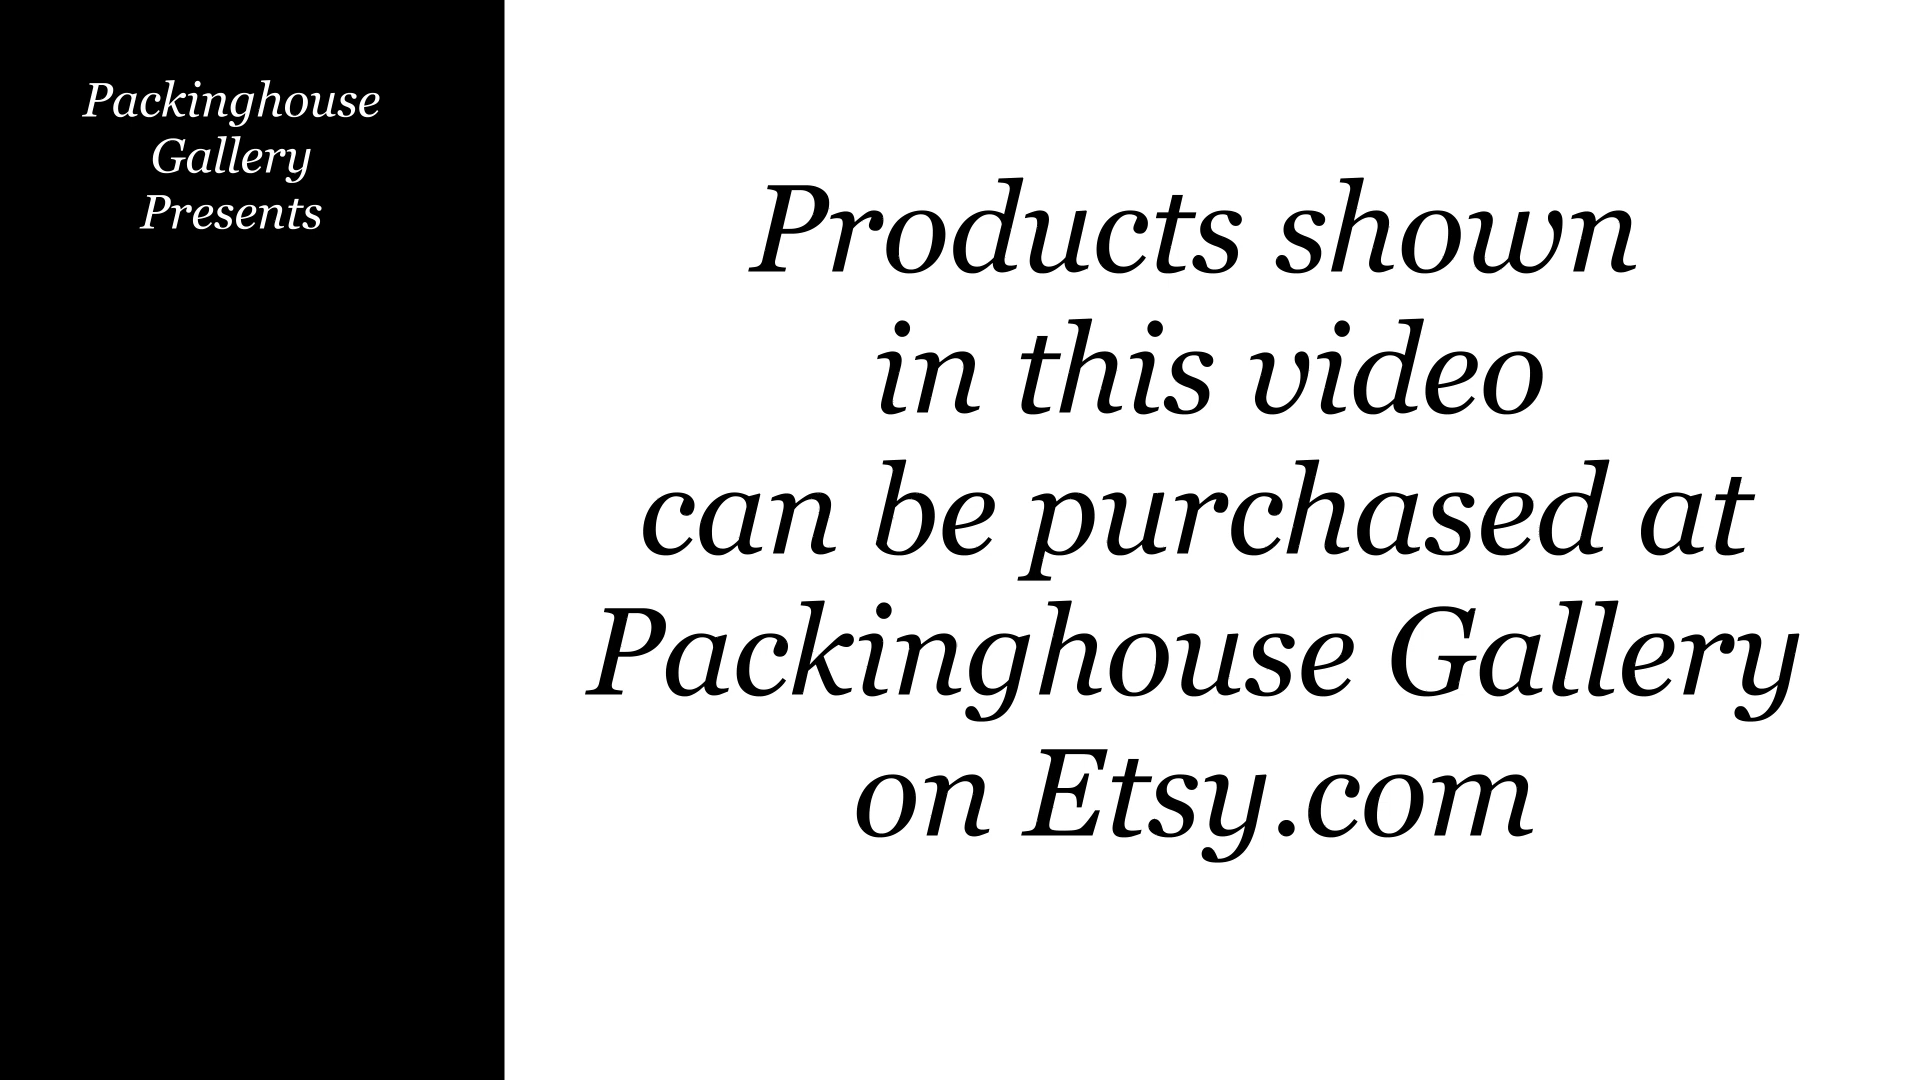 Packinghouse
Gallery
Presents
Products shown
in this video
can be purchased at
Packinghouse Gallery
on Etsy.com